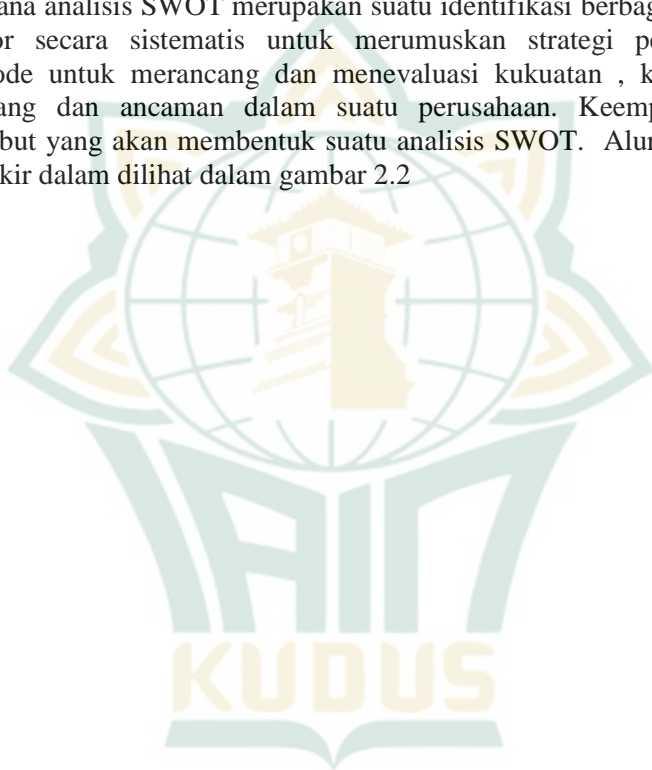 ana analisis SWOT merupakan suatu identifikasi berbag
or secara sistematis untuk merumuskan strategi pe
ode untuk merancang dan menevaluasi kukuatan , k
ang dan ancaman dalam suatu perusahaan. Keemp
but yang akan membentuk suatu analisis SWOT. Alur
kir dalam dilihat dalam gambar 2.2
IAIN
KUDUS